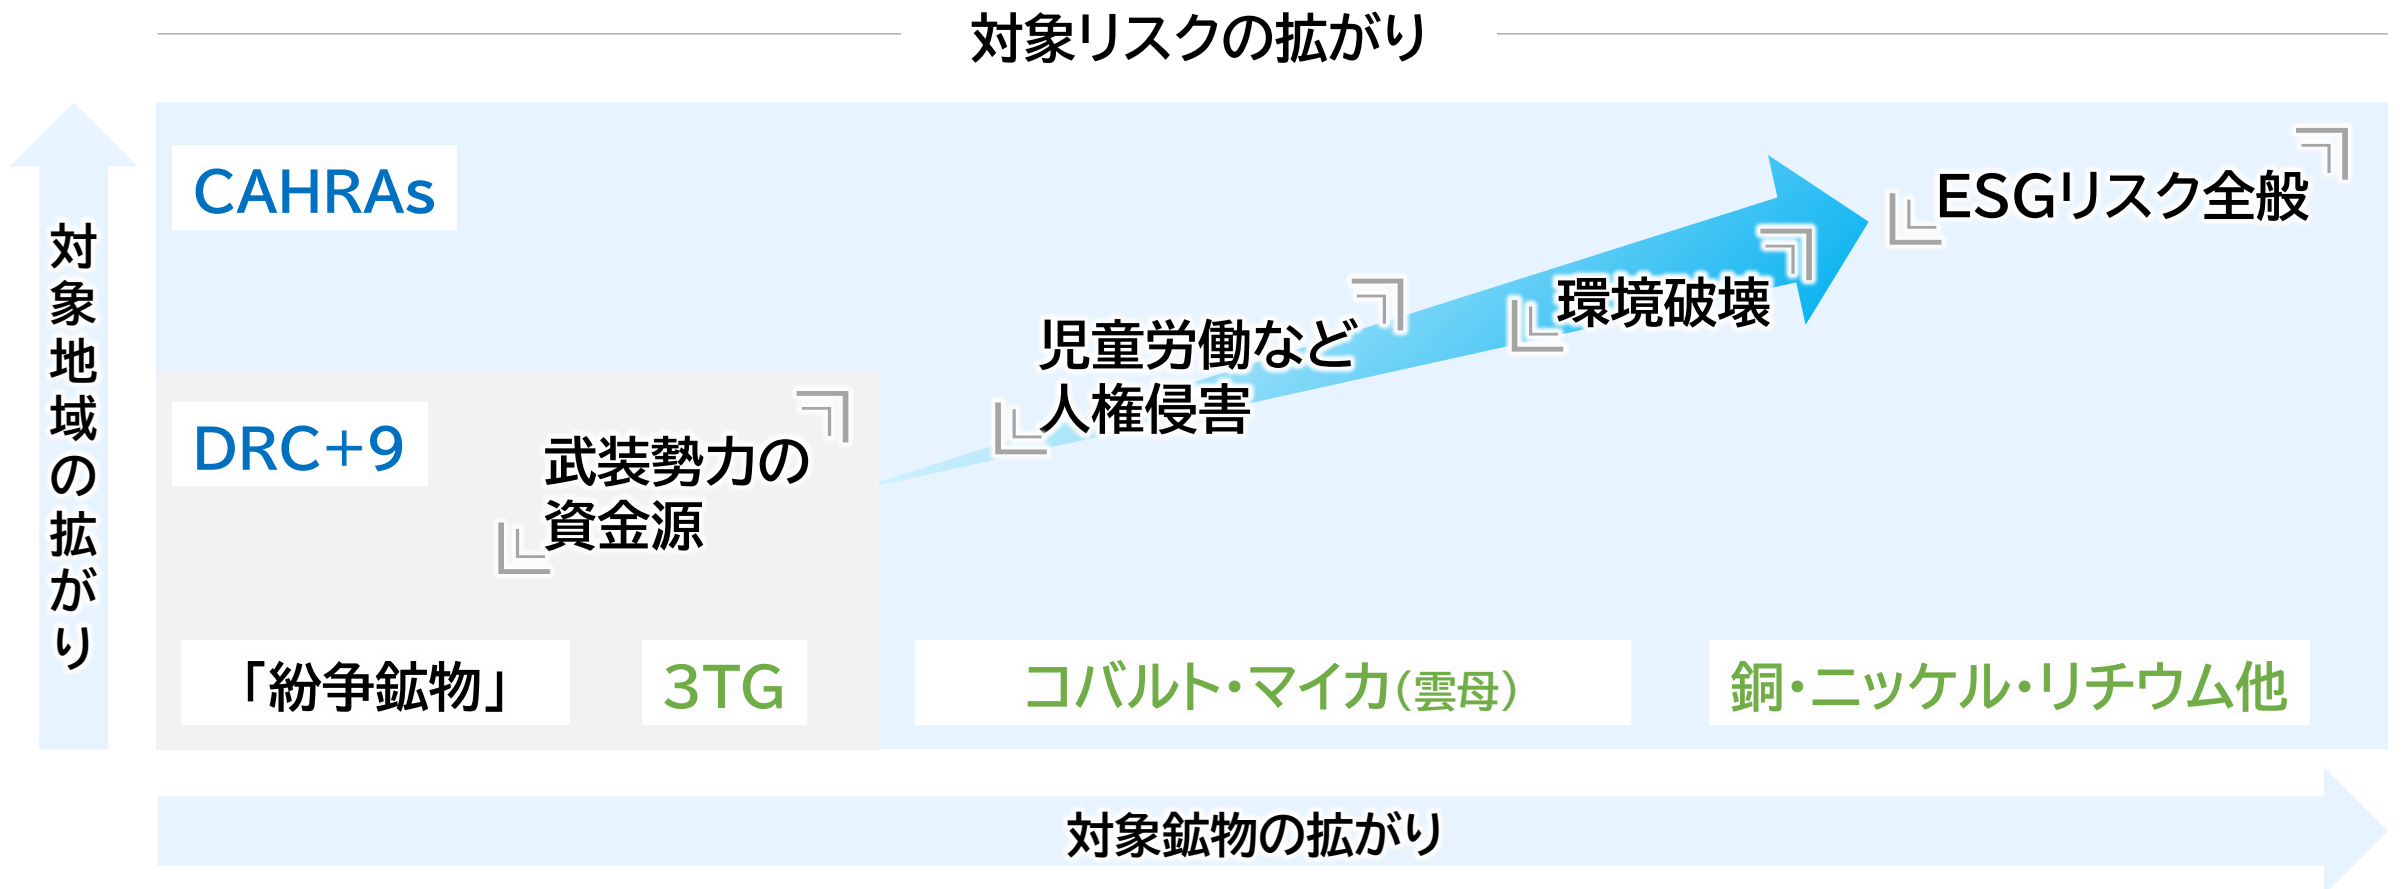 対象リスクの拡がり
対象地域の拡がり
CAHRAs
ESGリスク全般
環境破壊
児童労働など
人権侵害
DRC+9
武装勢力の
資金源
「紛争鉱物」
3TG
コバルト・マイカ(雲母)
銅・ニッケル・リチウム他
対象鉱物の拡がり